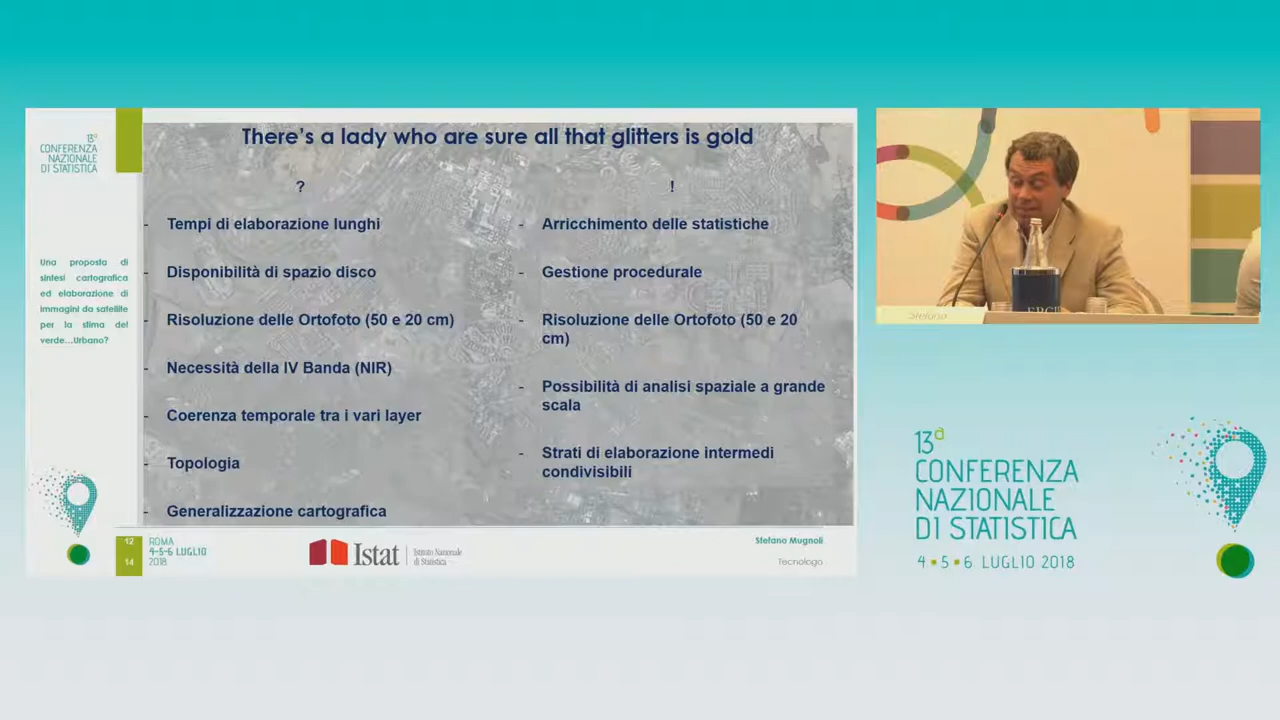 13ª
CONFERENZA
NAZIONALE
DI STATISTICA
Una proposta di
sintesi cartografica
ed elaborazione di
immagini da satellite
per la stima del
verde...Urbano?
There's a lady who are sure all that glitters is gold
?
- Tempi di elaborazione lunghi
- Disponibilità di spazio disco
- Risoluzione delle Ortofoto (50 e 20 cm)
- Necessità della IV Banda (NIR)
- Coerenza temporale tra i vari layer
- Topologia
- Generalizzazione cartografica
!
- Arricchimento delle statistiche
- Gestione procedurale
- Risoluzione delle Ortofoto (50 e 20
cm)
- Possibilità di analisi spaziale a grande
scala
- Strati di elaborazione intermedi
condivisibili
12
14
ROMA
4-5-6 LUGLIO
2018
Istat
Istituto Nazionale
di Statistica
Stefano Mugnoli
Tecnologo
Stefano
13ª
CONFERENZA
NAZIONALE
DI STATISTICA
4 • 5 • 6 LUGLIO 2018